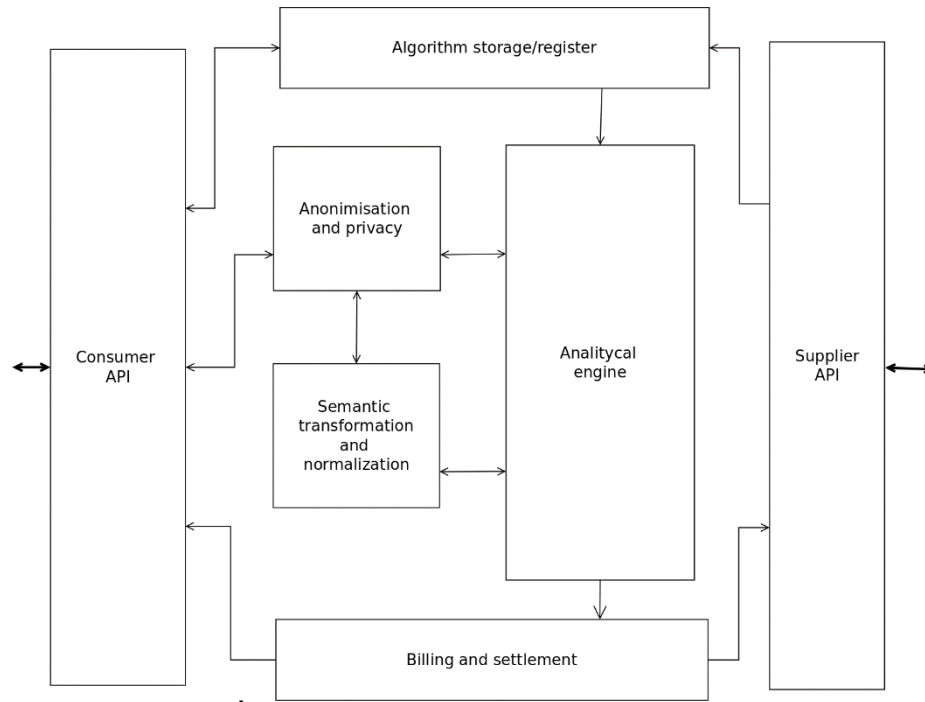 Algorithm storage/register
Anonimisation
and privacy
Consumer
API
Analitycal
engine
Supplier
API
Semantic
transformation
and
normalization
Billing and settlement